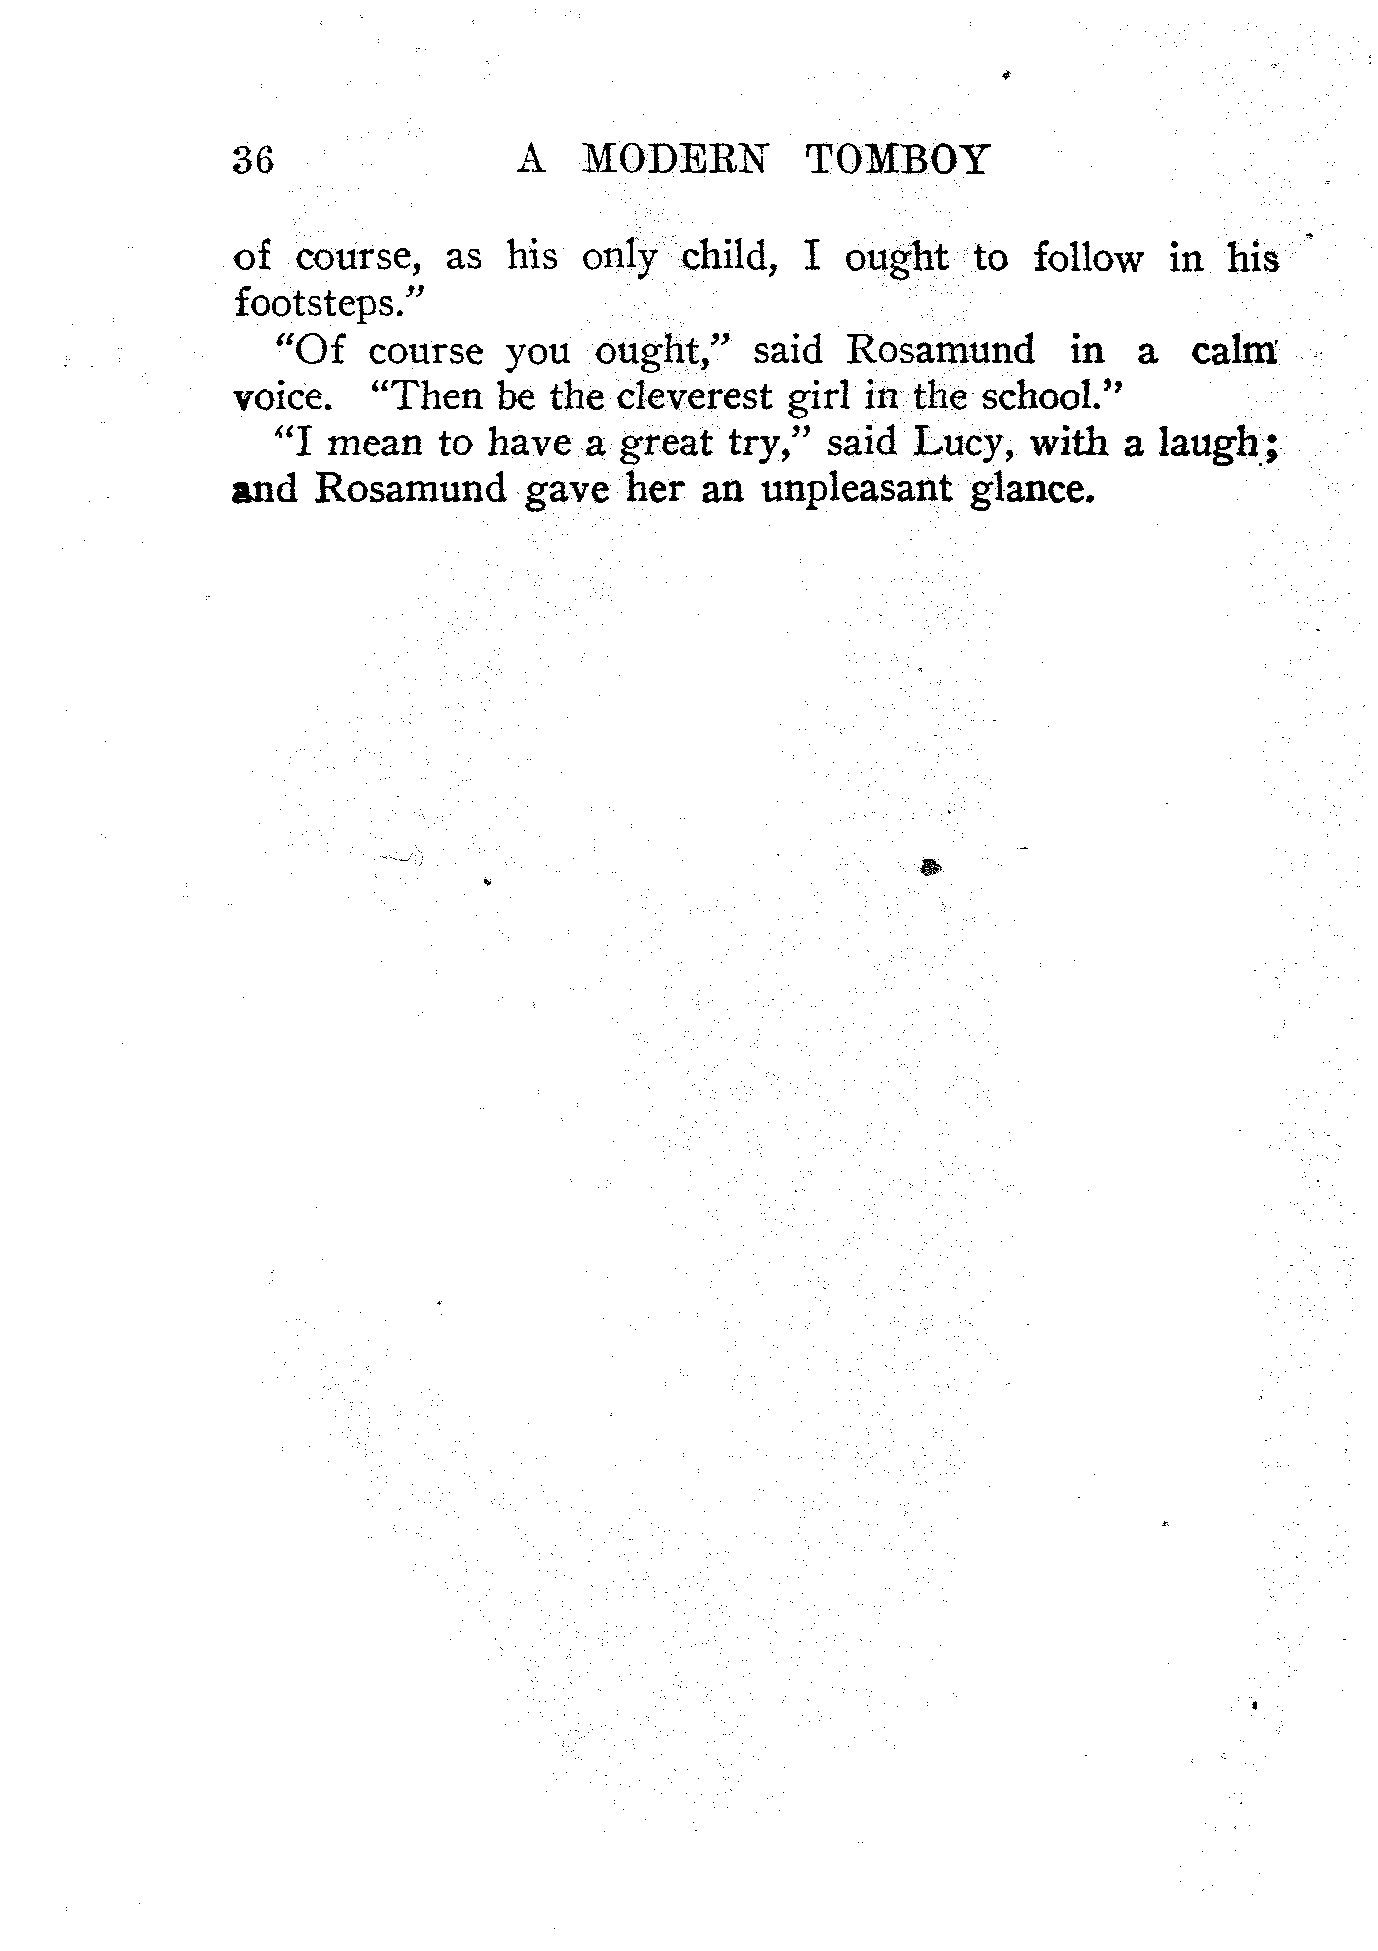 36 A MODERN TOMBOY
of course, as his only child, I ought to follow in his
footsteps.”
“Of course you ought,” said Rosamund in a calm
voice. “Then be the cleverest girl in the school.”
“I mean to have a great try,” said Lucy, with a laugh;
and Rosamund gave her an unpleasant glance.